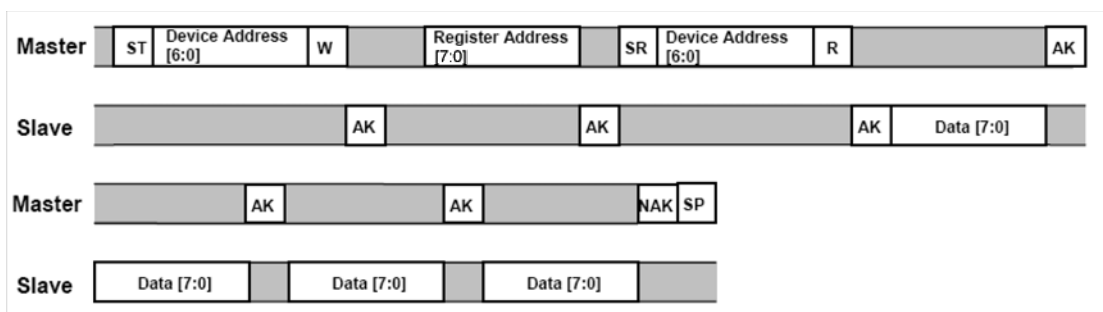 Master ST Device Address [6:0] W Register Address [7:0] SR Device Address [6:0] R AK
Slave AK AK AK Data [7:0]
Master AK AK NAK SP
Slave Data [7:0] Data [7:0] Data [7:0]